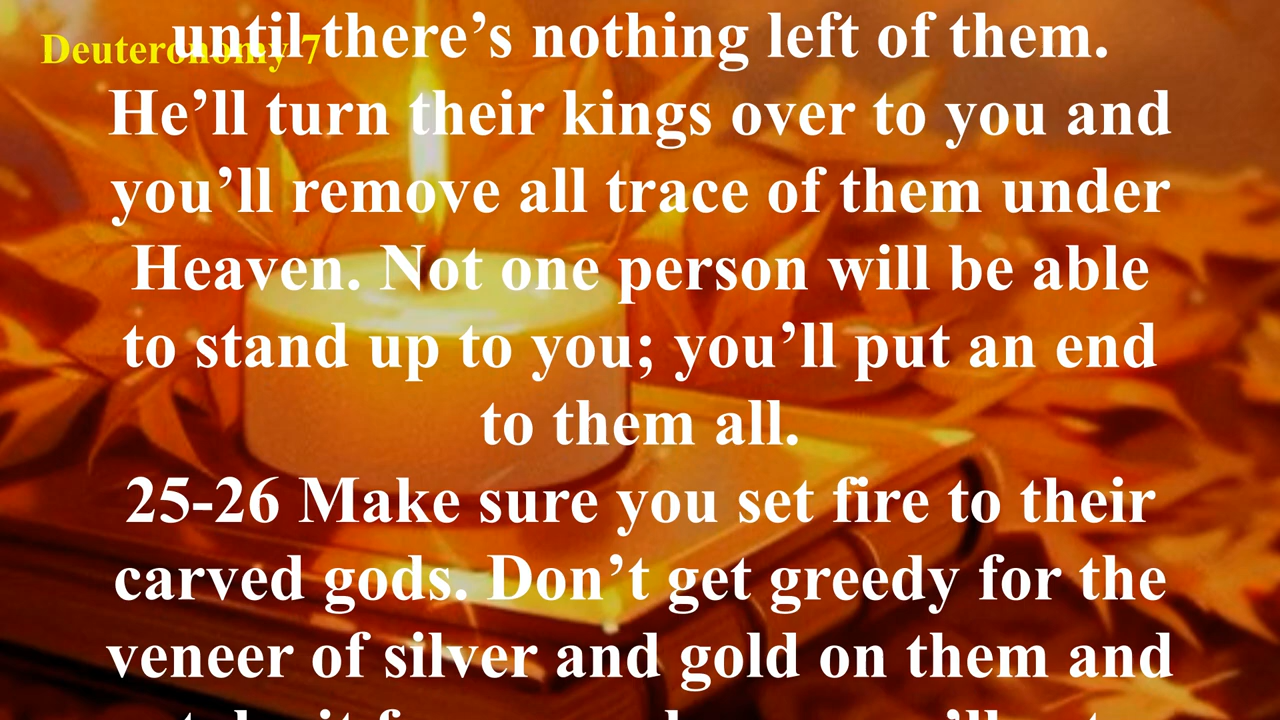 Deuteronomy 7
until there’s nothing left of them.
He’ll turn their kings over to you and
you’ll remove all trace of them under
Heaven. Not one person will be able
to stand up to you; you’ll put an end
to them all.
25-26 Make sure you set fire to their
carved gods. Don’t get greedy for the
veneer of silver and gold on them and